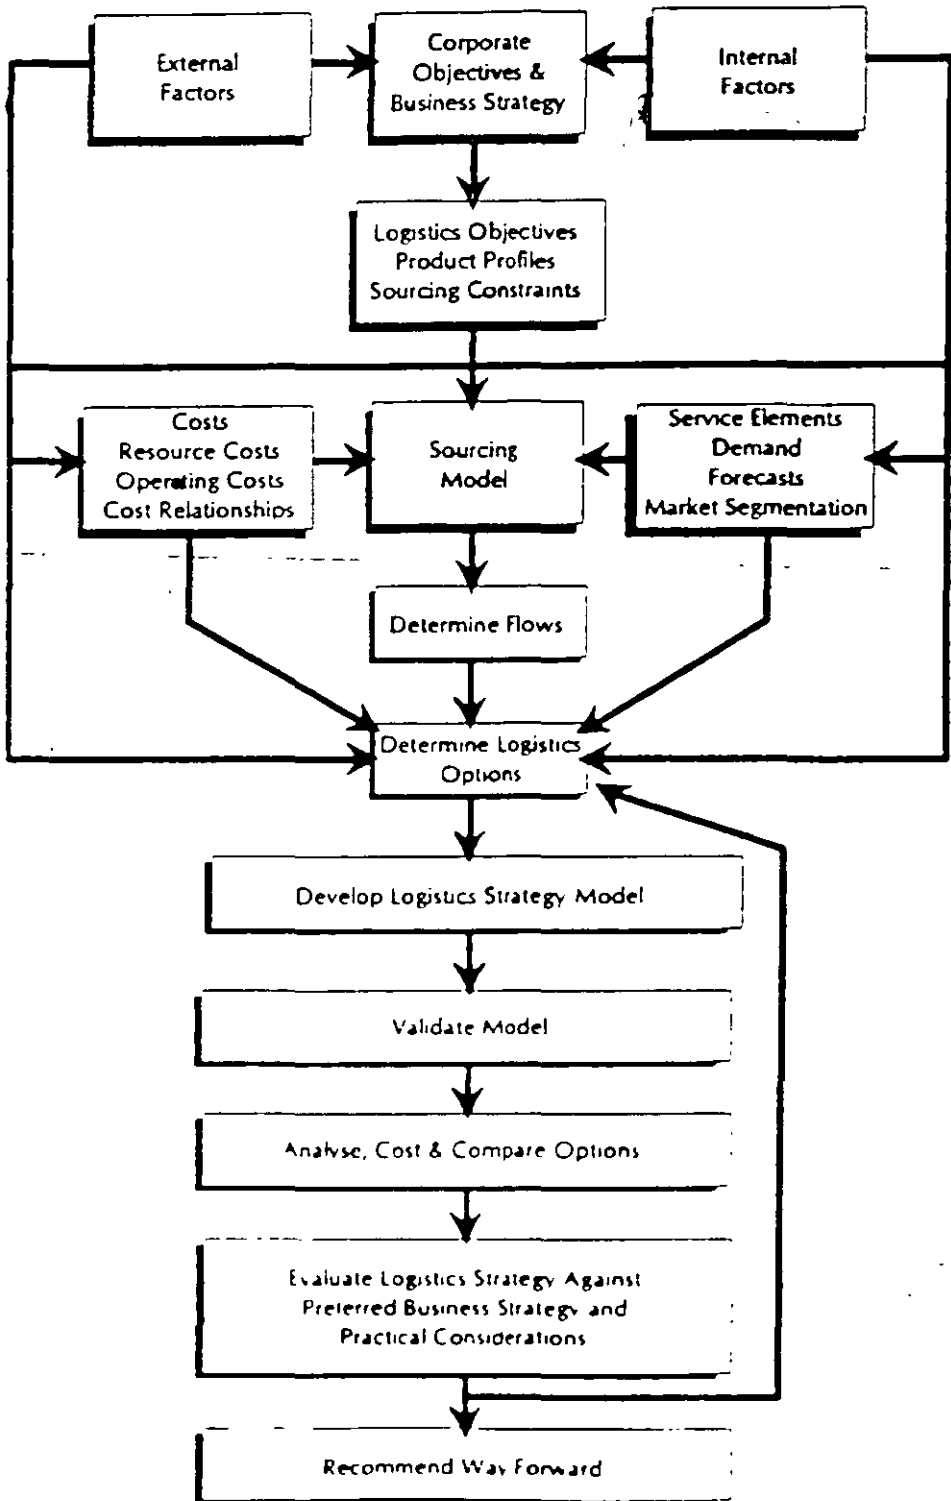 External
Factors
Corporate
Objectives &
Business Strategy
Internal
Factors
Logistics Objectives
Product Profiles
Sourcing Constraints
Costs
Resource Costs
Operating Costs
Cost Relationships
Sourcing
Model
Service Elements
Demand
Forecasts
Market Segmentation
Determine Flows
Determine Logistics
Options
Develop Logistics Strategy Model
Validate Model
Analyse, Cost & Compare Options
Evaluate Logistics Strategy Against
Preferred Business Strategy and
Practical Considerations
Recommend Way Forward